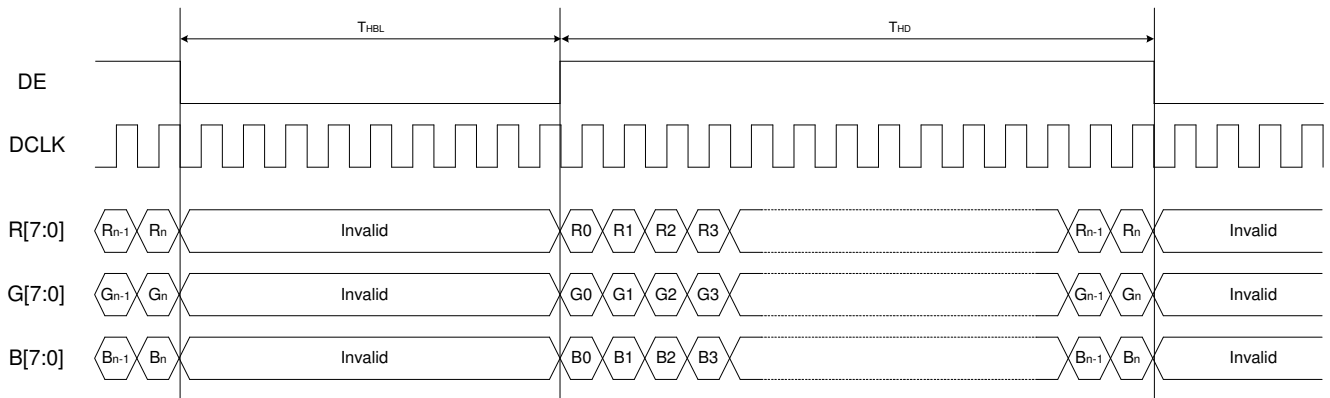 THBL THD
DE
DCLK
R[7:0] Rn-1 Rn Invalid R0 R1 R2 R3 Rn-1 Rn Invalid
G[7:0] Gn-1 Gn Invalid G0 G1 G2 G3 Gn-1 Gn Invalid
B[7:0] Bn-1 Bn Invalid B0 B1 B2 B3 Bn-1 Bn Invalid